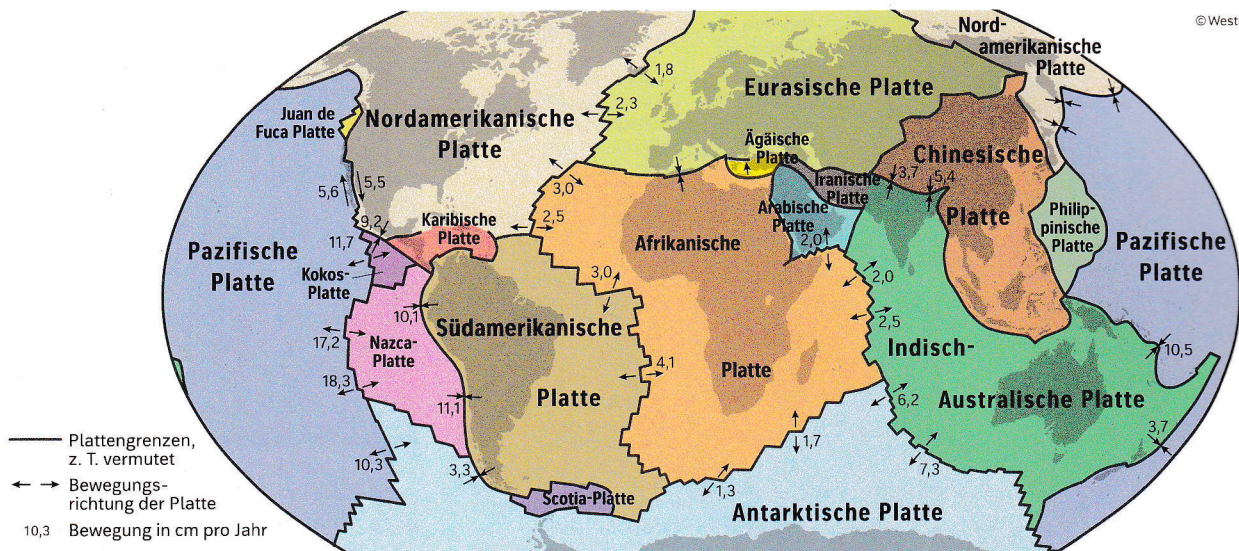 © West
Nord-
amerikanische
Platte
1,8
Eurasische Platte
2,3
Juan de
Fuca Platte
Nordamerikanische
Platte
Ägäische
Platte
Chinesische
Platte
3,7
5,4
Iranische
Platte
5,6
5,5
3,0
Arabische
Platte
2,0
Philip-
pinische
Platte
9,2
11,7
Karibische
Platte
2,5
Afrikanische
Platte
Pazifische
Platte
Pazifische
Platte
Kokos-
Platte
3,0
2,0
10,1
Südamerikanische
Platte
2,5
17,2
Nazca-
Platte
Indisch-
Australische Platte
10,5
4,1
18,3
11,1
6,2
3,7
Plattengrenzen,
z. T. vermutet
1,7
10,3
3,3
7,3
Bewegungs-
richtung der Platte
1,3
Scotia-Platte
Antarktische Platte
10,3 Bewegung in cm pro Jahr